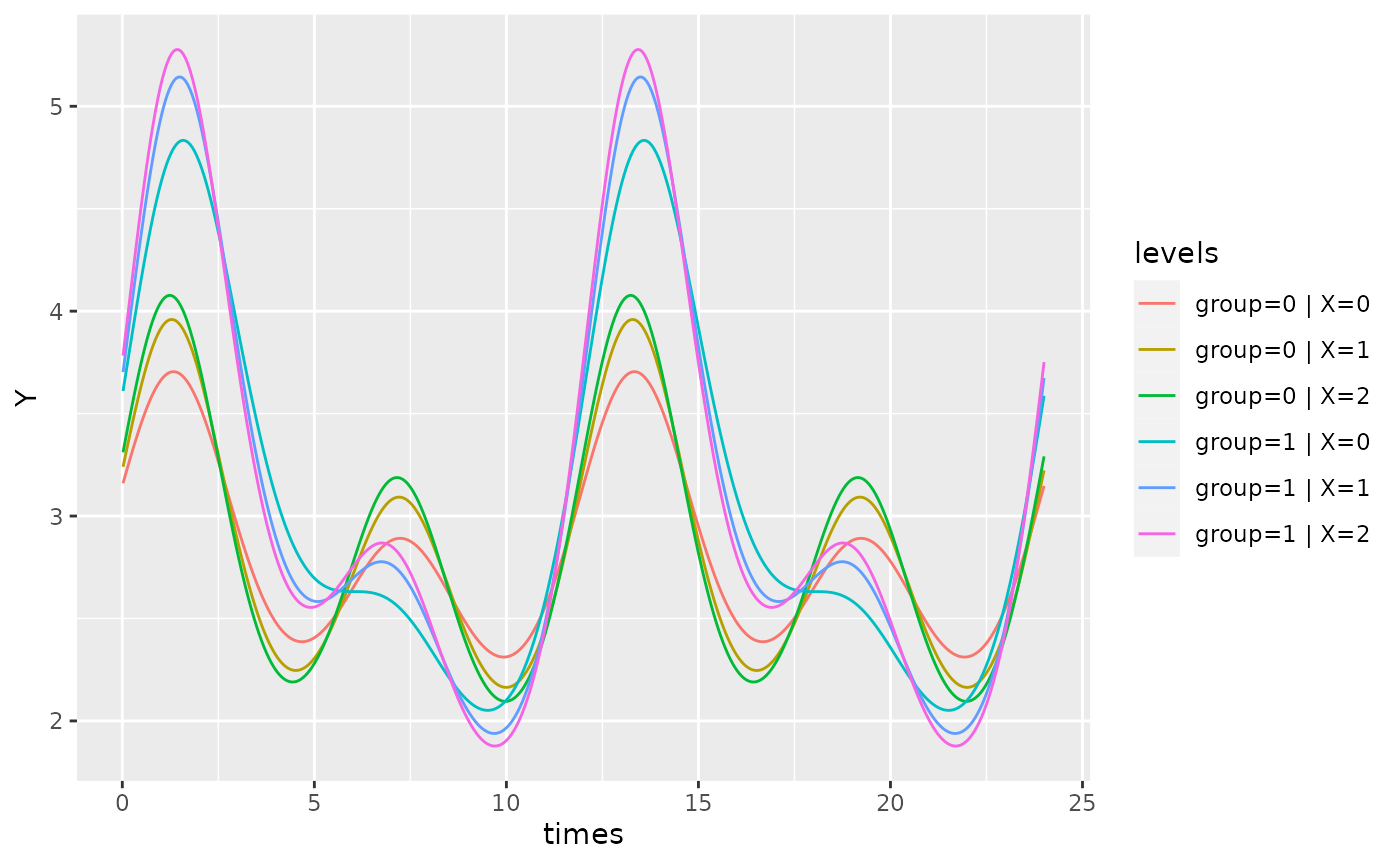 5
4
3
2
Y
0 5 10 15 20 25
times
levels
group=0 | X=0
group=0 | X=1
group=0 | X=2
group=1 | X=0
group=1 | X=1
group=1 | X=2